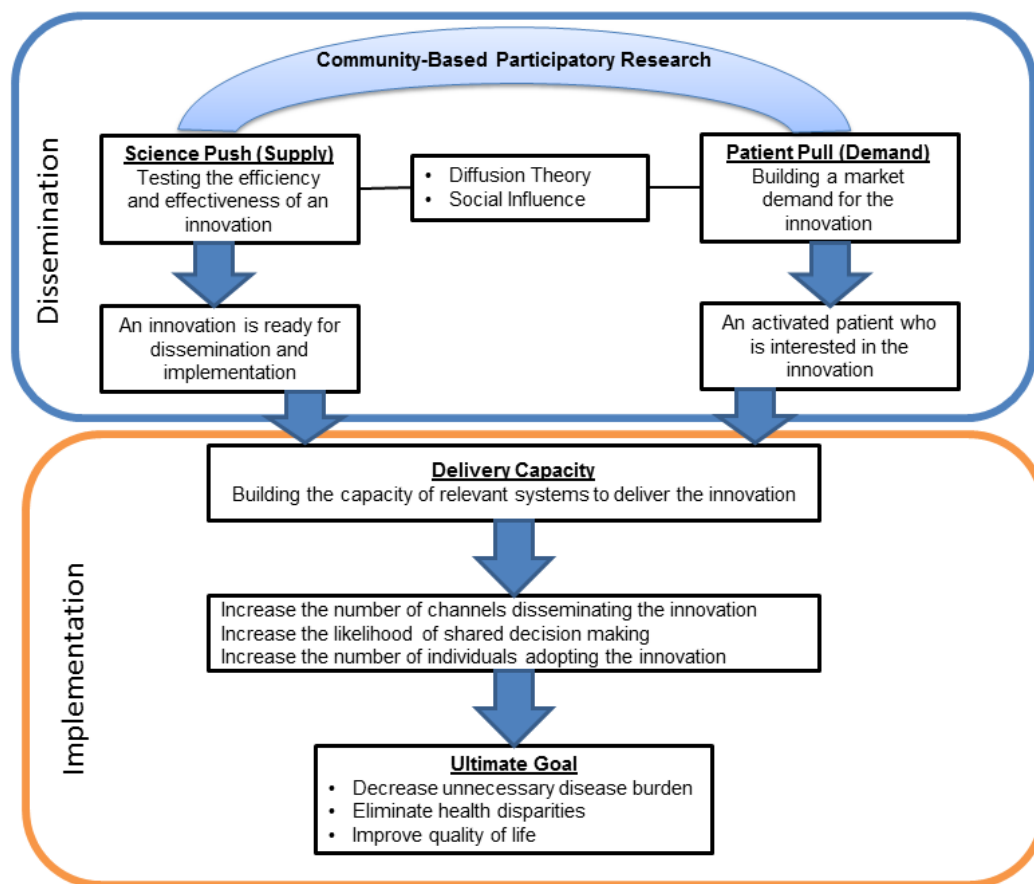 Community-Based Participatory Research
Dissemination
Science Push (Supply)
Testing the efficiency
and effectiveness of an
innovation
• Diffusion Theory
• Social Influence
Patient Pull (Demand)
Building a market
demand for the
innovation
An innovation is ready for
dissemination and
implementation
An activated patient who
is interested in the
innovation
Implementation
Delivery Capacity
Building the capacity of relevant systems to deliver the innovation
Increase the number of channels disseminating the innovation
Increase the likelihood of shared decision making
Increase the number of individuals adopting the innovation
Ultimate Goal
• Decrease unnecessary disease burden
• Eliminate health disparities
• Improve quality of life